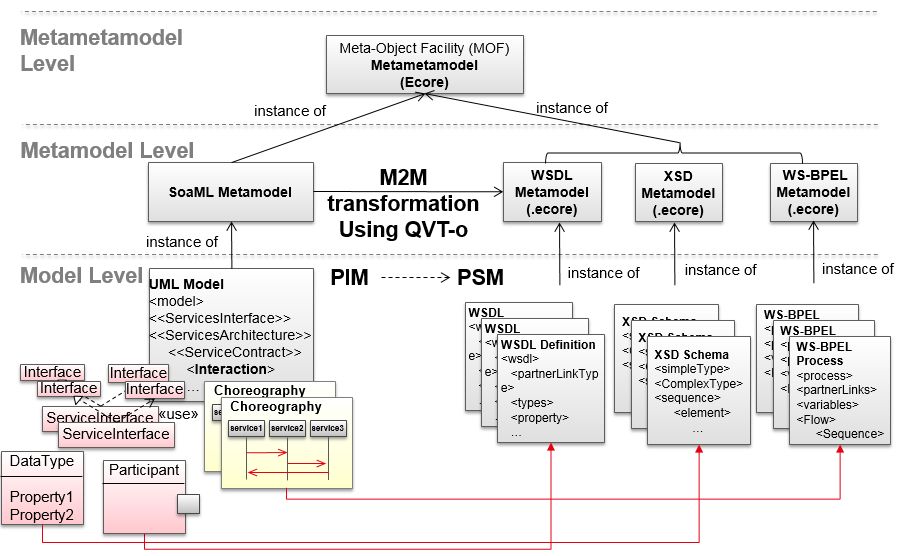 Metametamodel
Level
Meta-Object Facility (MOF)
Metametamodel
(Ecore)
instance of
instance of
Metamodel Level
SoaML Metamodel
M2M
transformation
Using QVT-o
WSDL
Metamodel
(.ecore)
XSD
Metamodel
(.ecore)
WS-BPEL
Metamodel
(.ecore)
instance of
instance of
instance of
instance of
Model Level
PIM
PSM
UML Model
<model>
<<ServicesInterface>>
<<ServicesArchitecture>>
<<ServiceContract>>
<Interaction>
...
WSDL
<w
e>
WSDL
<w
e>
WSDL Definition
<wsdl>
<partnerLinkTyp
e>
<types>
<property>
...
XSD Schema
XSD Schema
XSD Schema
<simpleType>
<ComplexType>
<sequence>
<element>
...
WS-BPEL
WS-BPEL
WS-BPEL
Process
<process>
<partnerLinks>
<variables>
<Flow>
<Sequence>
Interface
Interface
Interface
Interface
«use»
ServiceInterface
ServiceInterface
Choreography
Choreography
service1
service2
service3
DataType
Property1
Property2
Participant